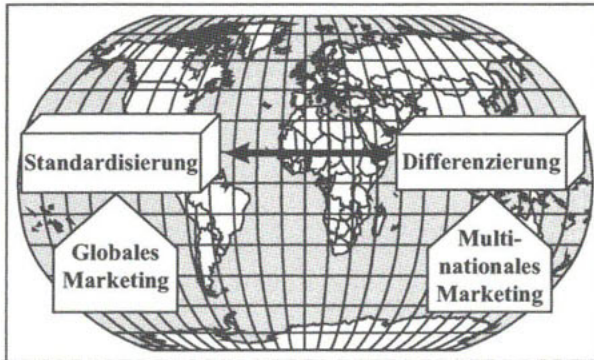 Standardisierung
Differenzierung
Globales
Marketing
Multi-
nationales
Marketing